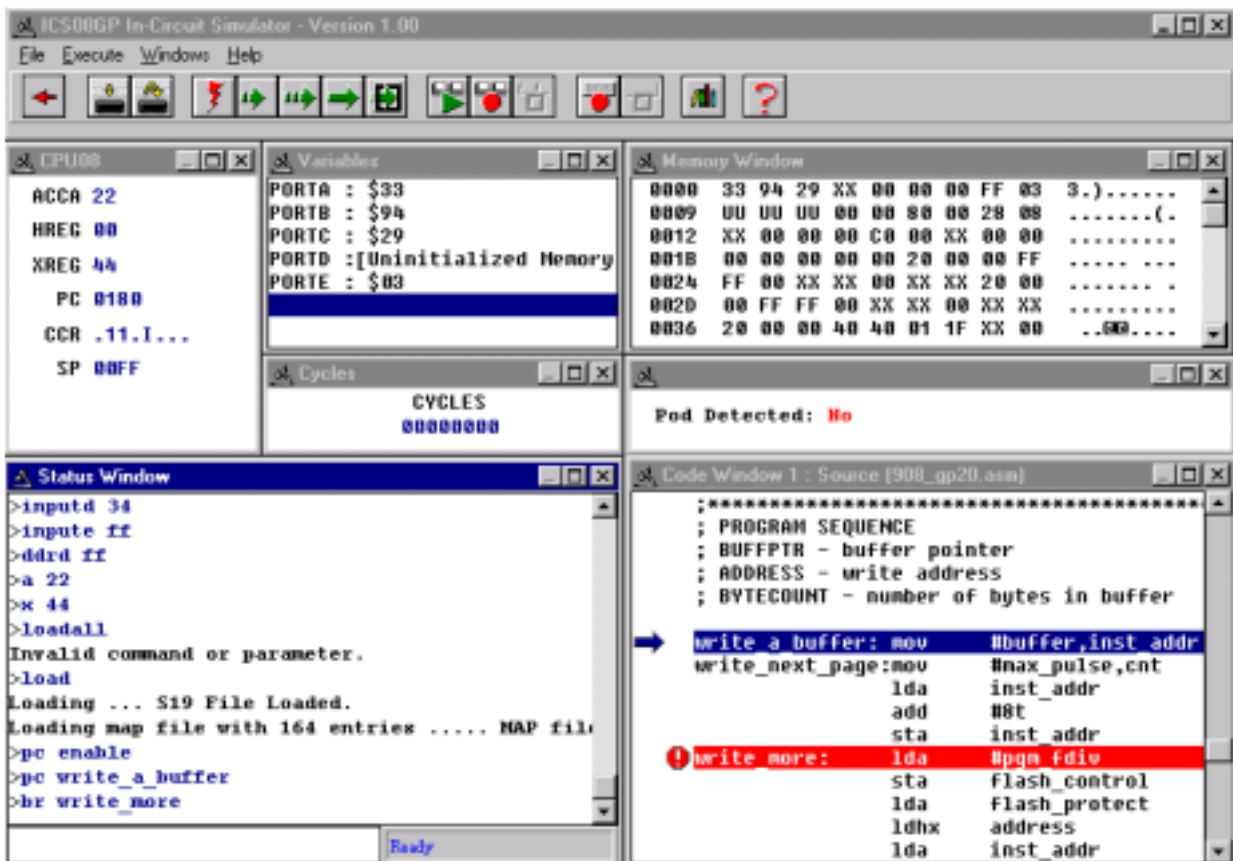 ICS08GP In-Circuit Simulator - Version 1.00
File Execute Windows Help
CPU08
ACCA 22
HREG 00
XREG 44
PC 0180
CCR .11.I...
SP 00FF
Variables
PORTA : $33
PORTB : $94
PORTC : $29
PORTD :[Uninitialized Memory
PORTE : $03
Memory Window
0000 33 94 29 XX 00 00 00 FF 03 3.)......
0009 UU UU UU 00 00 80 00 28 08 .......(.
0012 XX 00 00 00 C0 00 XX 00 00 .........
001B 00 00 00 00 00 20 00 00 FF ..... ...
0024 FF 00 XX XX 00 XX XX 20 00 ....... .
002D 00 FF FF 00 XX XX 00 XX XX .........
0036 20 00 00 40 40 01 1F XX 00 ..@@....
Cycles
CYCLES
00000000
Pod Detected: No
Status Window
>inputd 34
>inpute ff
>ddrd ff
>a 22
>x 44
>loadall
Invalid command or parameter.
>load
Loading ... S19 File Loaded.
Loading map file with 164 entries ..... MAP file
>pc enable
>pc write_a_buffer
>br write_more
Ready
Code Window 1 : Source (908_gp20.asm)
;*****************************************
; PROGRAM SEQUENCE
; BUFFPTR - buffer pointer
; ADDRESS - write address
; BYTECOUNT - number of bytes in buffer
write_a_buffer: mov #buffer,inst_addr
write_next_page:mov #max_pulse,cnt
lda inst_addr
add #8t
sta inst_addr
write_more: lda #pgm_fdiv
sta flash_control
lda flash_protect
ldhx address
lda inst_addr